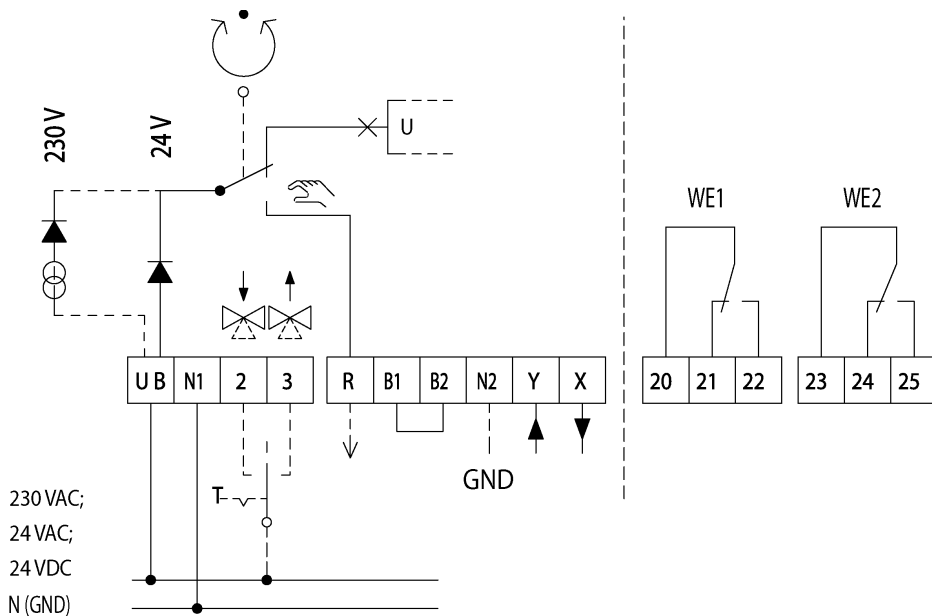 230 V
24 V
U
WE1
WE2
U B N1 2 3
R B1 B2 N2 Y X
20 21 22
23 24 25
GND
T
230 VAC;
24 VAC;
24 VDC
N (GND)